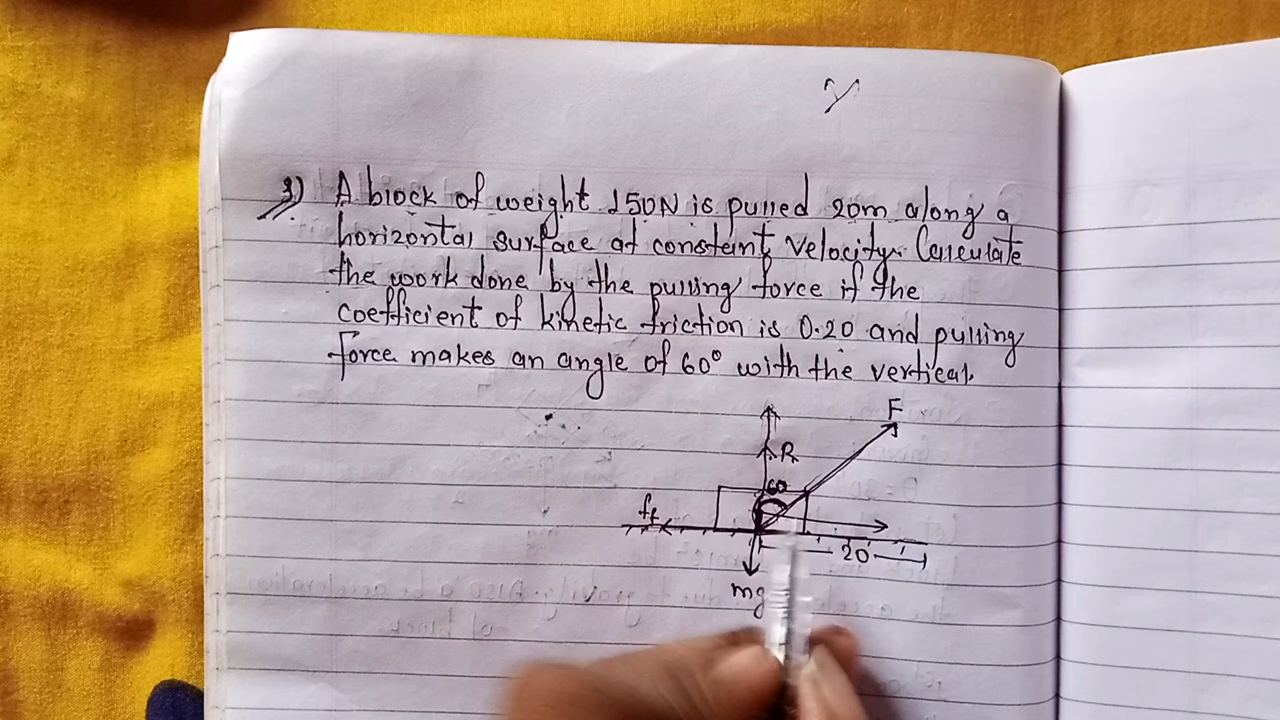 3) A block of weight 150N is pulled 20m along a
horizontal surface at constant velocity. Calculate
the work done by the pulling force if the
coefficient of kinetic friction is 0.20 and pulling
force makes an angle of 60° with the vertical.
F
R
60
ff
20
mg